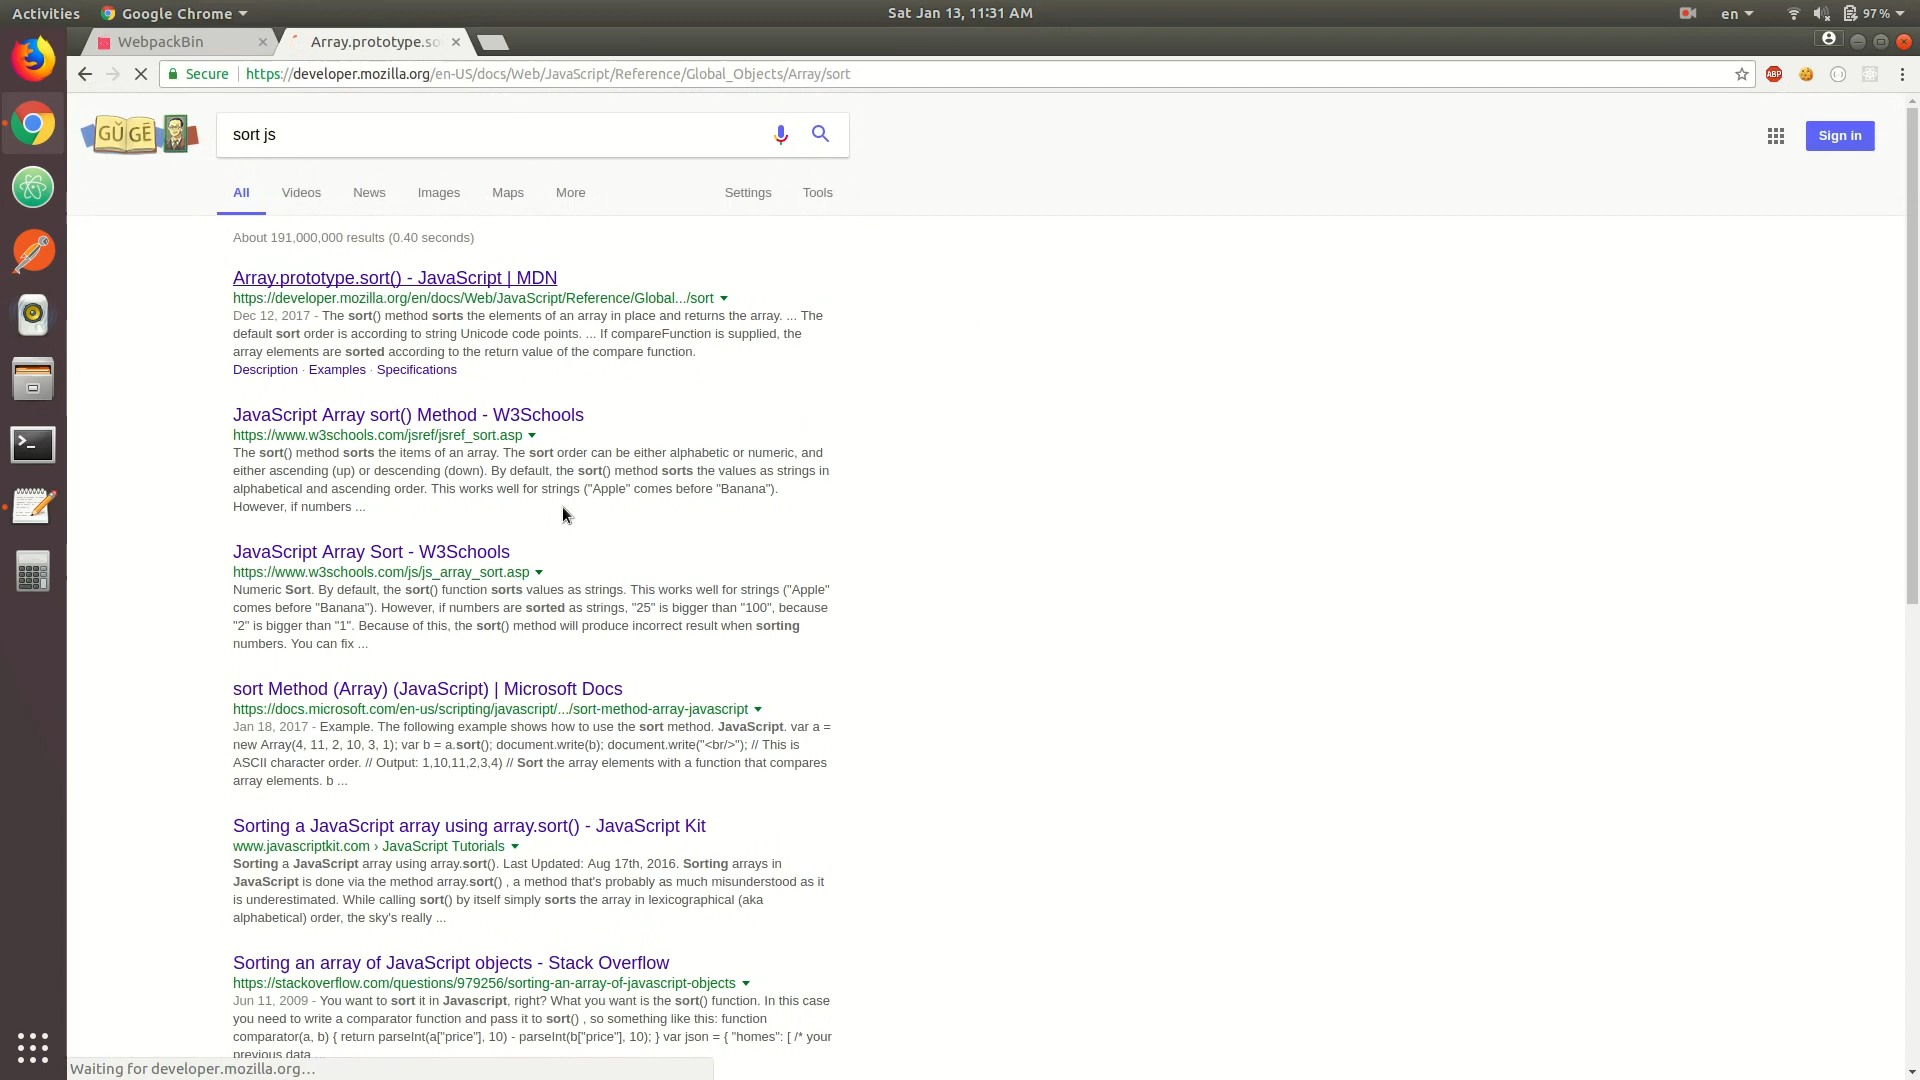 Activities Google Chrome Sat Jan 13, 11:31 AM en 97%
WebpackBin Array.prototype.so
Secure https://developer.mozilla.org/en-US/docs/Web/JavaScript/Reference/Global_Objects/Array/sort ABP
GŬGĒ sort js Sign in
All Videos News Images Maps More Settings Tools
About 191,000,000 results (0.40 seconds)
Array.prototype.sort() - JavaScript | MDN
https://developer.mozilla.org/en/docs/Web/JavaScript/Reference/Global.../sort
Dec 12, 2017 - The sort() method sorts the elements of an array in place and returns the array. ... The
default sort order is according to string Unicode code points. ... If compareFunction is supplied, the
array elements are sorted according to the return value of the compare function.
Description · Examples · Specifications
JavaScript Array sort() Method - W3Schools
https://www.w3schools.com/jsref/jsref_sort.asp
The sort() method sorts the items of an array. The sort order can be either alphabetic or numeric, and
either ascending (up) or descending (down). By default, the sort() method sorts the values as strings in
alphabetical and ascending order. This works well for strings ("Apple" comes before "Banana").
However, if numbers ...
JavaScript Array Sort - W3Schools
https://www.w3schools.com/js/js_array_sort.asp
Numeric Sort. By default, the sort() function sorts values as strings. This works well for strings ("Apple"
comes before "Banana"). However, if numbers are sorted as strings, "25" is bigger than "100", because
"2" is bigger than "1". Because of this, the sort() method will produce incorrect result when sorting
numbers. You can fix ...
sort Method (Array) (JavaScript) | Microsoft Docs
https://docs.microsoft.com/en-us/scripting/javascript/.../sort-method-array-javascript
Jan 18, 2017 - Example. The following example shows how to use the sort method. JavaScript. var a =
new Array(4, 11, 2, 10, 3, 1); var b = a.sort(); document.write(b); document.write("<br/>"); // This is
ASCII character order. // Output: 1,10,11,2,3,4) // Sort the array elements with a function that compares
array elements. b ...
Sorting a JavaScript array using array.sort() - JavaScript Kit
www.javascriptkit.com › JavaScript Tutorials
Sorting a JavaScript array using array.sort(). Last Updated: Aug 17th, 2016. Sorting arrays in
JavaScript is done via the method array.sort() , a method that's probably as much misunderstood as it
is underestimated. While calling sort() by itself simply sorts the array in lexicographical (aka
alphabetical) order, the sky's really ...
Sorting an array of JavaScript objects - Stack Overflow
https://stackoverflow.com/questions/979256/sorting-an-array-of-javascript-objects
Jun 11, 2009 - You want to sort it in Javascript, right? What you want is the sort() function. In this case
you need to write a comparator function and pass it to sort() , so something like this: function
comparator(a, b) { return parseInt(a["price"], 10) - parseInt(b["price"], 10); } var json = { "homes": [ /* your
previous data ...
Waiting for developer.mozilla.org...